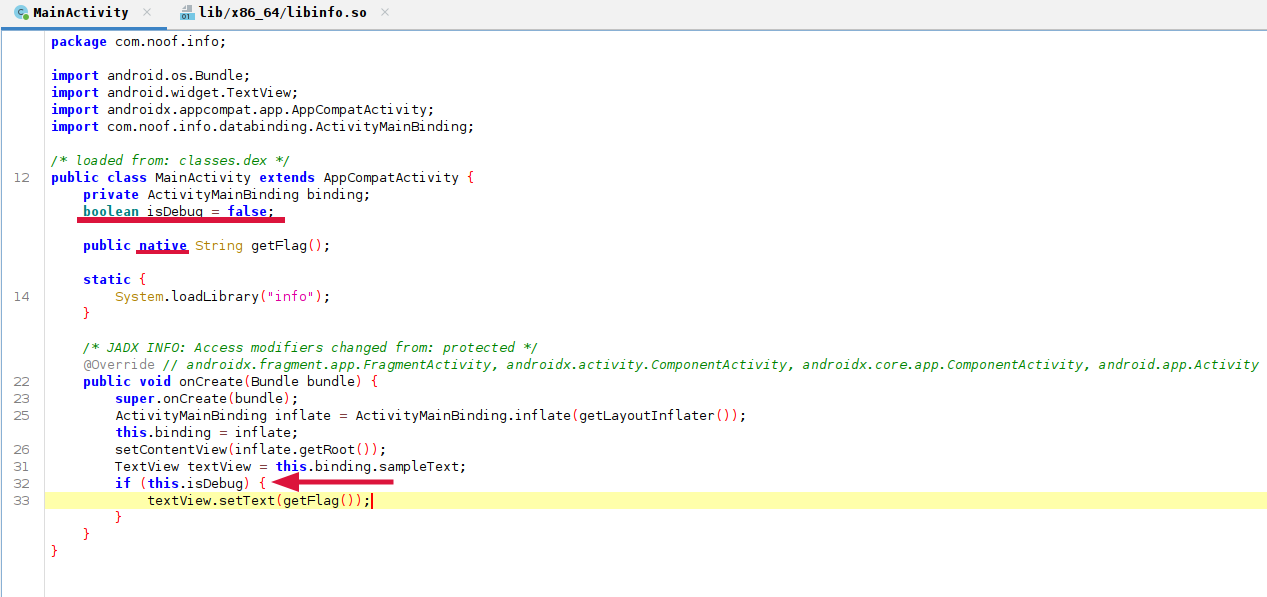 MainActivity × lib/x86_64/libinfo.so ×
package com.noof.info;
import android.os.Bundle;
import android.widget.TextView;
import androidx.appcompat.app.AppCompatActivity;
import com.noof.info.databinding.ActivityMainBinding;
/* loaded from: classes.dex */
12 public class MainActivity extends AppCompatActivity {
private ActivityMainBinding binding;
boolean isDebug = false;
public native String getFlag();
static {
14 System.loadLibrary("info");
}
/* JADX INFO: Access modifiers changed from: protected */
@Override // androidx.fragment.app.FragmentActivity, androidx.activity.ComponentActivity, androidx.core.app.ComponentActivity, android.app.Activity
22 public void onCreate(Bundle bundle) {
23 super.onCreate(bundle);
25 ActivityMainBinding inflate = ActivityMainBinding.inflate(getLayoutInflater());
this.binding = inflate;
26 setContentView(inflate.getRoot());
31 TextView textView = this.binding.sampleText;
32 if (this.isDebug) {
33 textView.setText(getFlag());
}
}
}